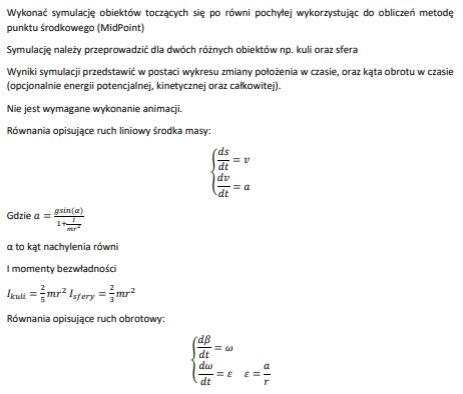 Wykonać symulację obiektów toczących się po równi pochyłej wykorzystując do obliczeń metodę
punktu środkowego (MidPoint)
Symulację należy przeprowadzić dla dwóch różnych obiektów np. kuli oraz sfera
Wyniki symulacji przedstawić w postaci wykresu zmiany położenia w czasie, oraz kąta obrotu w czasie
(opcjonalnie energii potencjalnej, kinetycznej oraz całkowitej).
Nie jest wymagane wykonanie animacji.
Równania opisujące ruch liniowy środka masy:
ds/dt = v
dv/dt = a
Gdzie a = gsin(α)/(1+I/mr²)
α to kąt nachylenia równi
I momenty bezwładności
I_kuli = 2/5 mr² I_sfery = 2/3 mr²
Równania opisujące ruch obrotowy:
dβ/dt = ω
dω/dt = ε ε = a/r